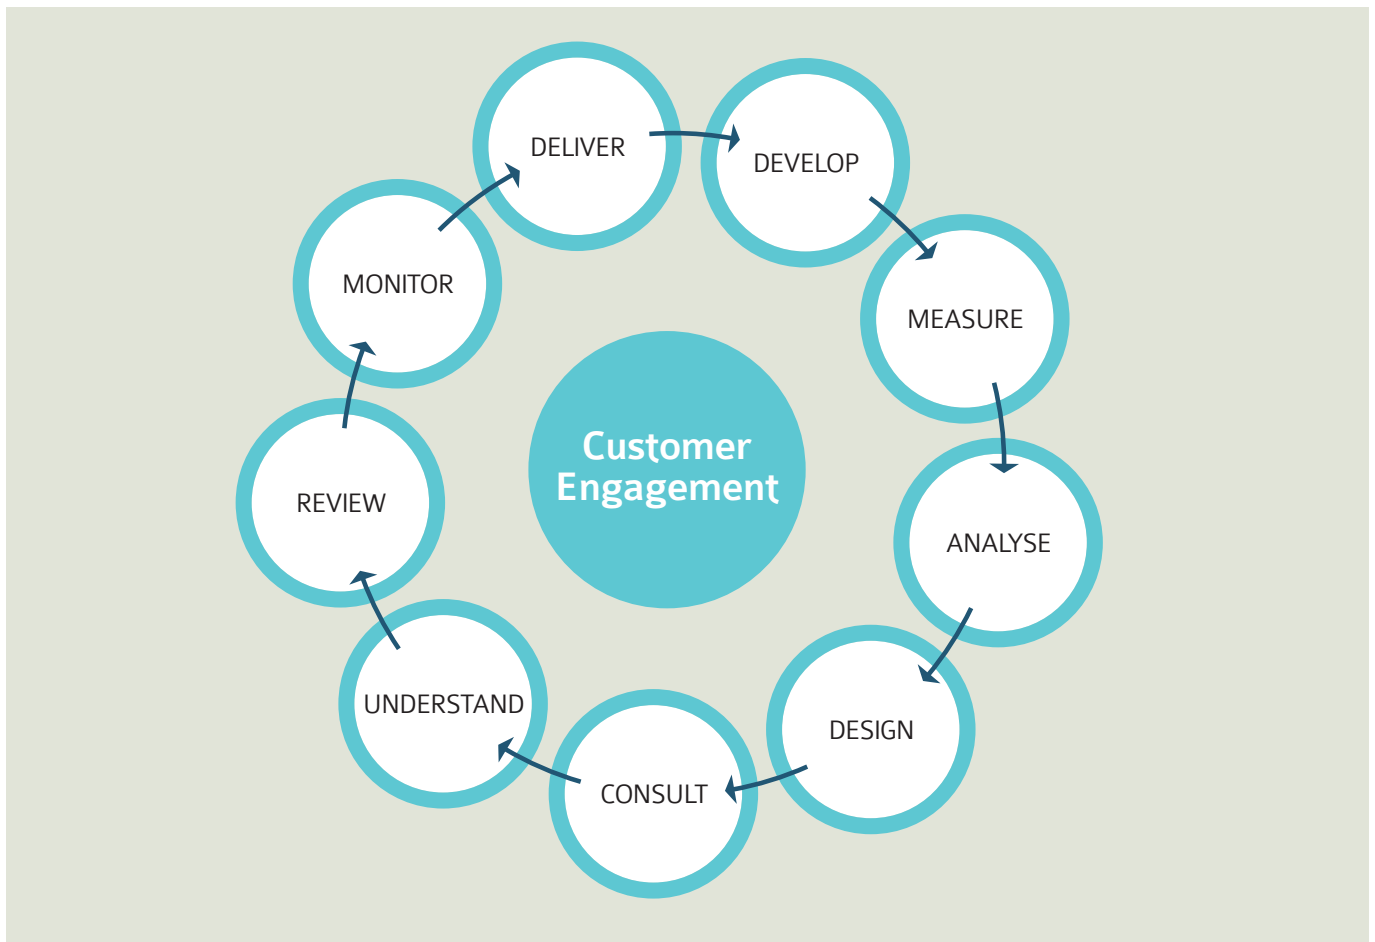 DELIVER
DEVELOP
MEASURE
ANALYSE
DESIGN
CONSULT
UNDERSTAND
REVIEW
MONITOR
Customer
Engagement